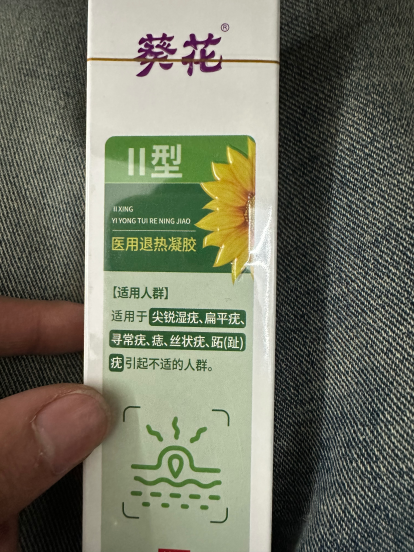 葵花®
II型
II XING
YI YONG TUI RE NING JIAO
医用退热凝胶
【适用人群】
适用于尖锐湿疣、扁平疣、
寻常疣、痣、丝状疣、跖(趾)
疣引起不适的人群。